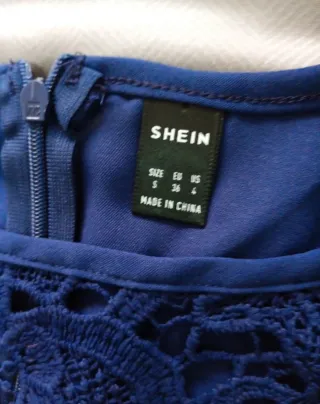 SHEIN
SIZE EU US
S 36 4
MADE IN CHINA